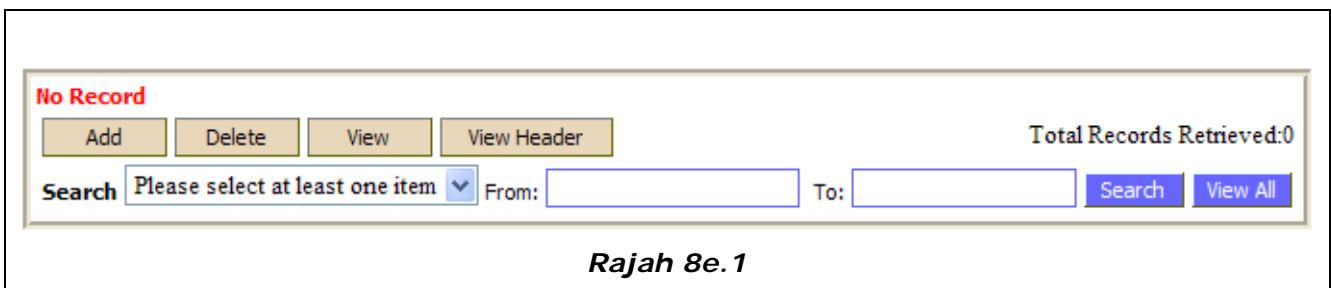 No Record
Add Delete View View Header Total Records Retrieved:0
Search Please select at least one item From: To: Search View All
Rajah 8e.1